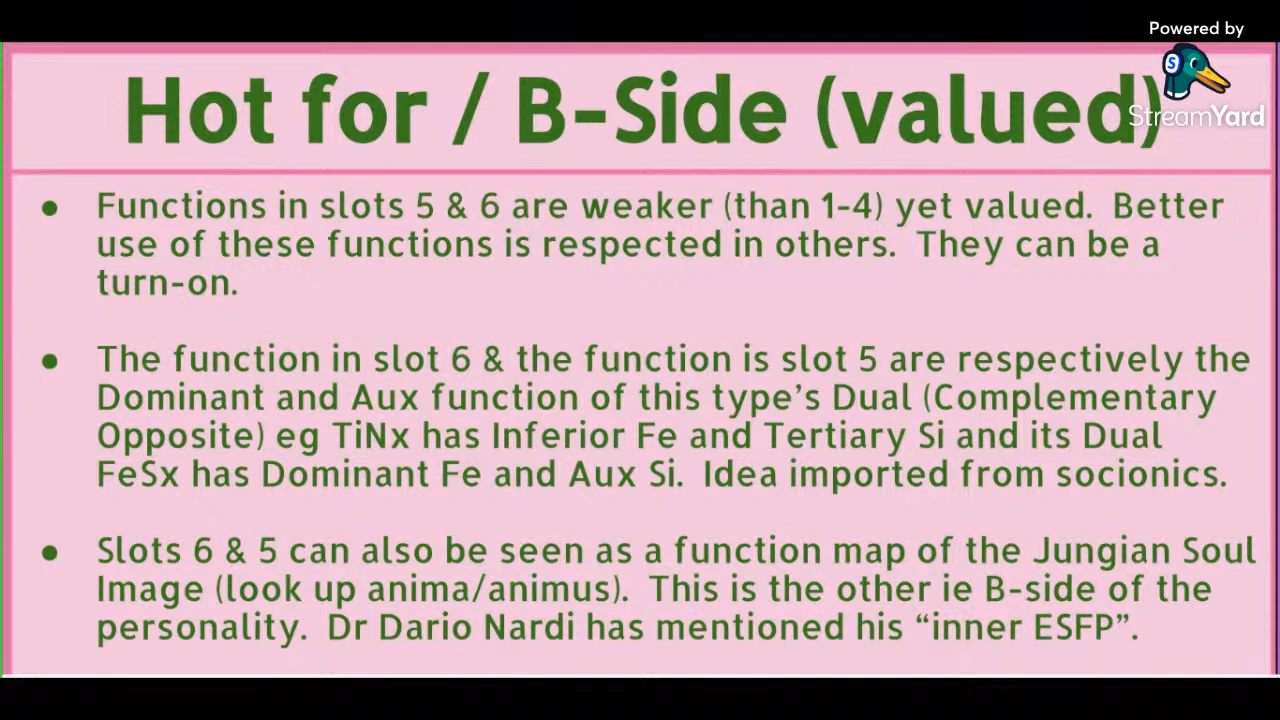 Powered by
S
StreamYard
Hot for / B-Side (valued)
● Functions in slots 5 & 6 are weaker (than 1-4) yet valued. Better
use of these functions is respected in others. They can be a
turn-on.
● The function in slot 6 & the function is slot 5 are respectively the
Dominant and Aux function of this type's Dual (Complementary
Opposite) eg TiNx has Inferior Fe and Tertiary Si and its Dual
FeSx has Dominant Fe and Aux Si. Idea imported from socionics.
● Slots 6 & 5 can also be seen as a function map of the Jungian Soul
Image (look up anima/animus). This is the other ie B-side of the
personality. Dr Dario Nardi has mentioned his “inner ESFP”.